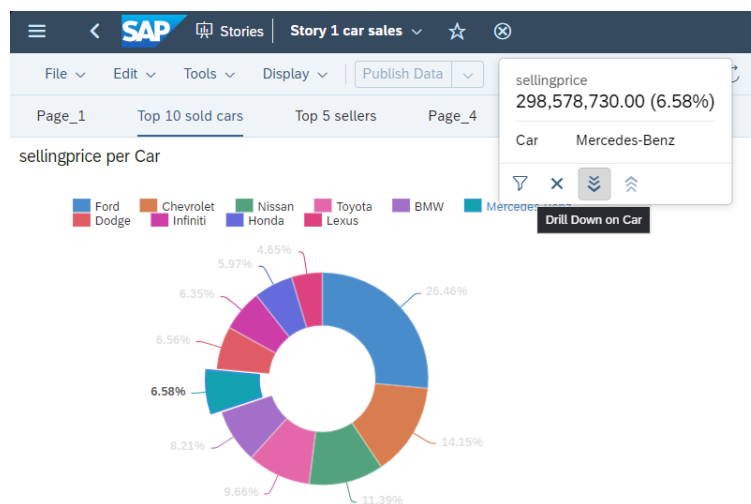 SAP Stories Story 1 car sales
File Edit Tools Display Publish Data
sellingprice
298,578,730.00 (6.58%)
Car Mercedes-Benz
Drill Down on Car
Page_1 Top 10 sold cars Top 5 sellers Page_4
sellingprice per Car
Ford Chevrolet Nissan Toyota BMW Mercedes-Benz
Dodge Infiniti Honda Lexus
4.65%
5.97%
6.35%
6.56%
6.58%
8.21%
9.66%
11.39%
14.15%
26.46%